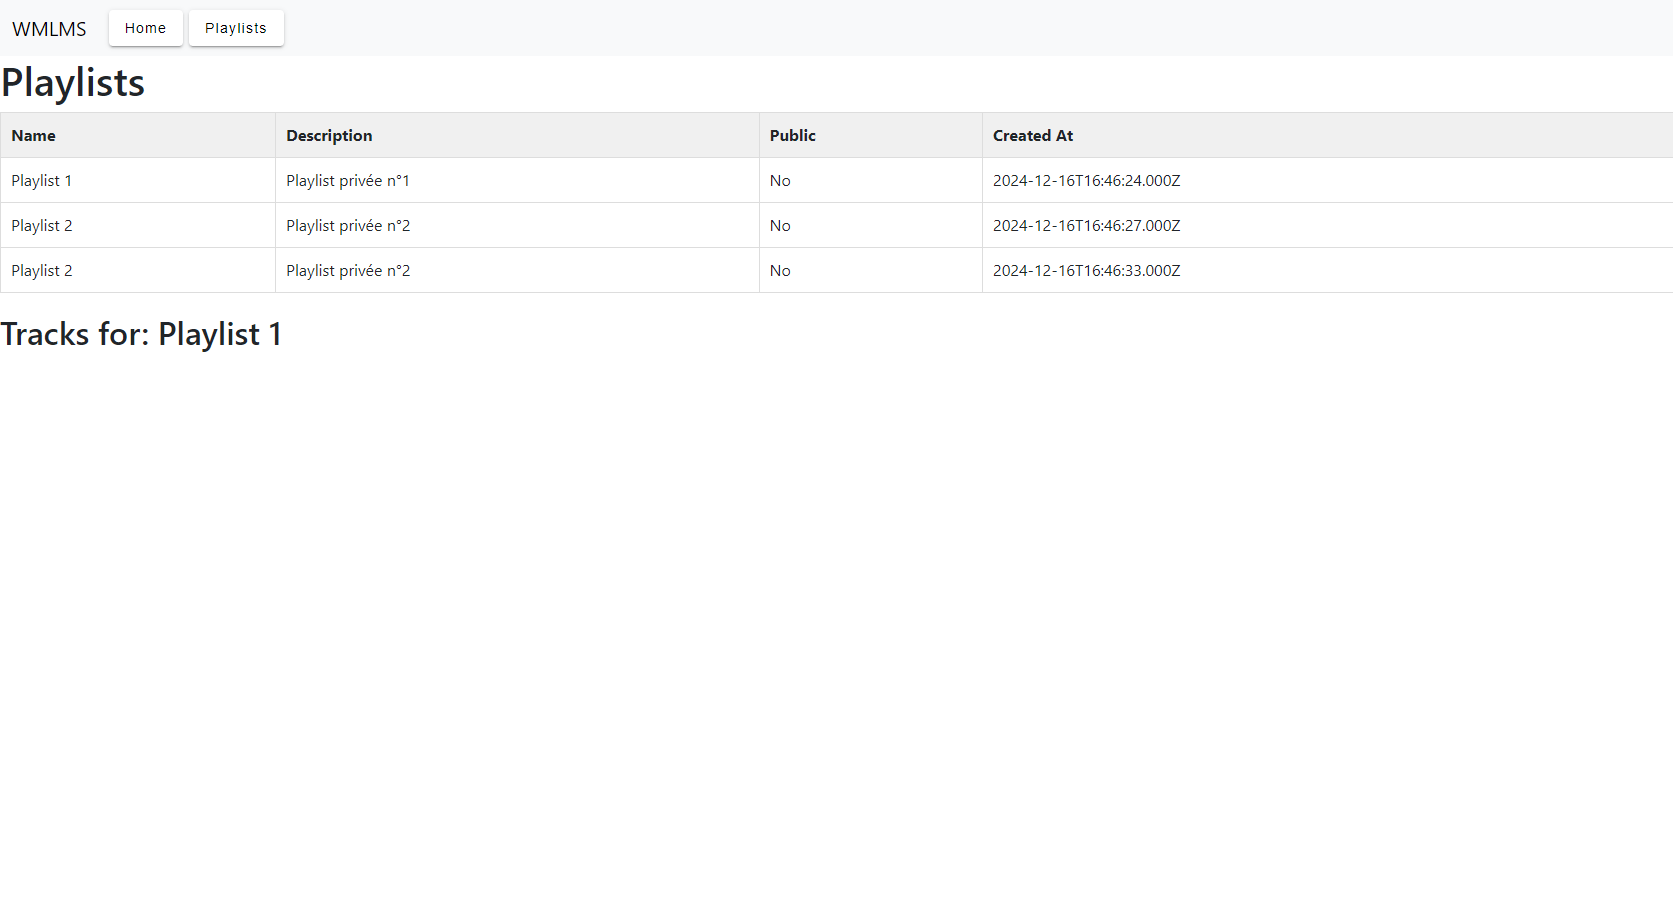 WMLMS Home Playlists
Playlists
Name Description Public Created At
Playlist 1 Playlist privée n°1 No 2024-12-16T16:46:24.000Z
Playlist 2 Playlist privée n°2 No 2024-12-16T16:46:27.000Z
Playlist 2 Playlist privée n°2 No 2024-12-16T16:46:33.000Z
Tracks for: Playlist 1